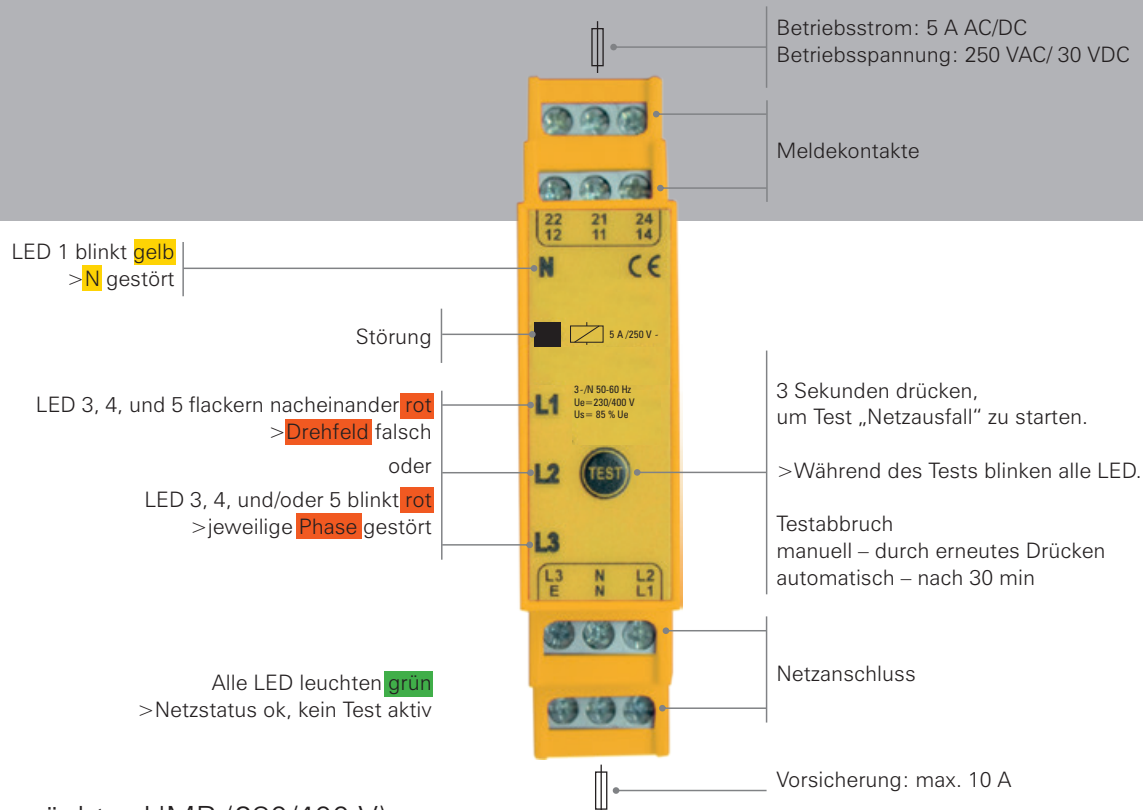 Betriebsstrom: 5 A AC/DC
Betriebsspannung: 250 VAC/ 30 VDC
Meldekontakte
22 21 24
12 11 14
LED 1 blinkt gelb
>N gestört
N CE
Störung
5 A /250 V -
LED 3, 4, und 5 flackern nacheinander rot
>Drehfeld falsch
oder
LED 3, 4, und/oder 5 blinkt rot
>jeweilige Phase gestört
L1
3-/N 50-60 Hz
Ue=230/400 V
Us= 85 % Ue
L2
TEST
L3
3 Sekunden drücken,
um Test „Netzausfall“ zu starten.
>Während des Tests blinken alle LED.
Testabbruch
manuell – durch erneutes Drücken
automatisch – nach 30 min
L3 N L2
E N L1
Netzanschluss
Alle LED leuchten grün
>Netzstatus ok, kein Test aktiv
Vorsicherung: max. 10 A